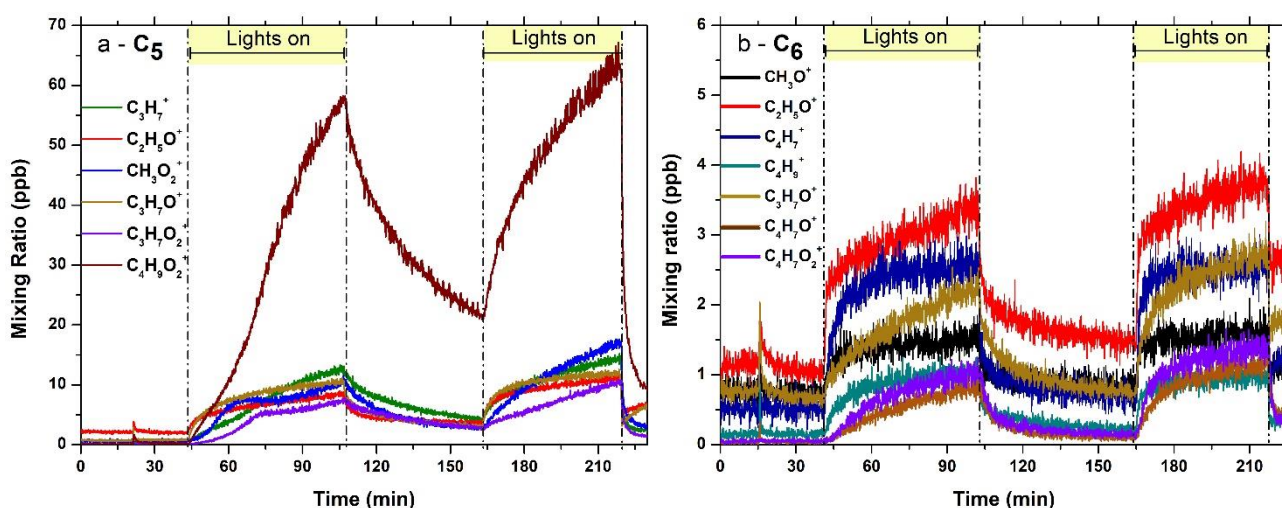 a - C5
Lights on
Lights on
C3H7+
C2H5O+
CH3O2+
C3H7O+
C3H7O2+
C4H9O2+
Mixing Ratio (ppb)
70
60
50
40
30
20
10
0
0 30 60 90 120 150 180 210
Time (min)
b - C6
Lights on
Lights on
CH3O+
C2H5O+
C4H7+
C4H9+
C3H7O+
C4H7O+
C4H7O2+
Mixing ratio (ppb)
6
5
4
3
2
1
0
0 30 60 90 120 150 180 210
Time (min)